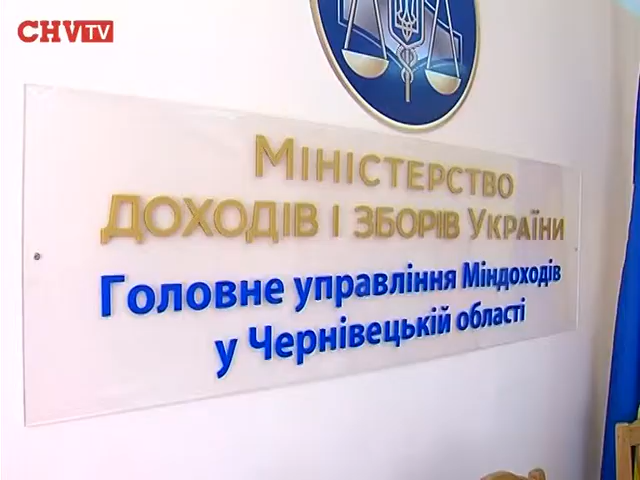 CHVTV
МІНІСТЕРСТВО
ДОХОДІВ І ЗБОРІВ УКРАЇНИ
Головне управління Міндоходів
у Чернівецькій області